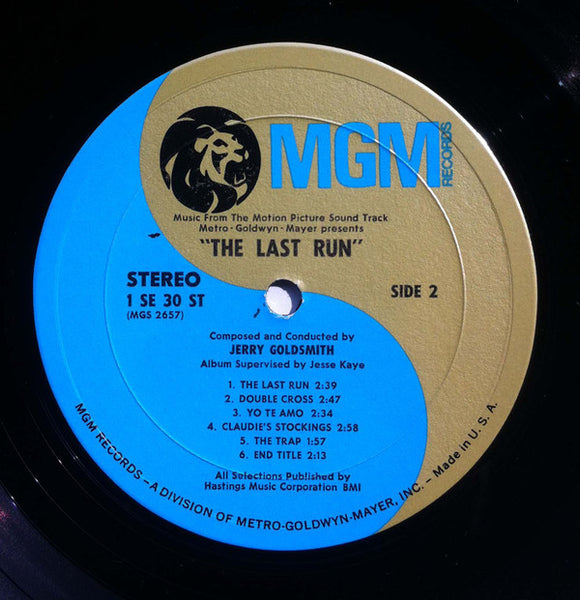 MGM
RECORDS
Music From The Motion Picture Sound Track
Metro-Goldwyn-Mayer presents
"THE LAST RUN"
STEREO
1 SE 30 ST
(MGS 2657)
SIDE 2
Composed and Conducted by
JERRY GOLDSMITH
Album Supervised by Jesse Kaye
1. THE LAST RUN 2:39
2. DOUBLE CROSS 2:47
3. YO TE AMO 2:34
4. CLAUDIE'S STOCKINGS 2:58
5. THE TRAP 1:57
6. END TITLE 2:13
All Selections Published by
Hastings Music Corporation BMI
MGM RECORDS – A DIVISION OF METRO-GOLDWYN-MAYER, INC. – Made in U. S. A.